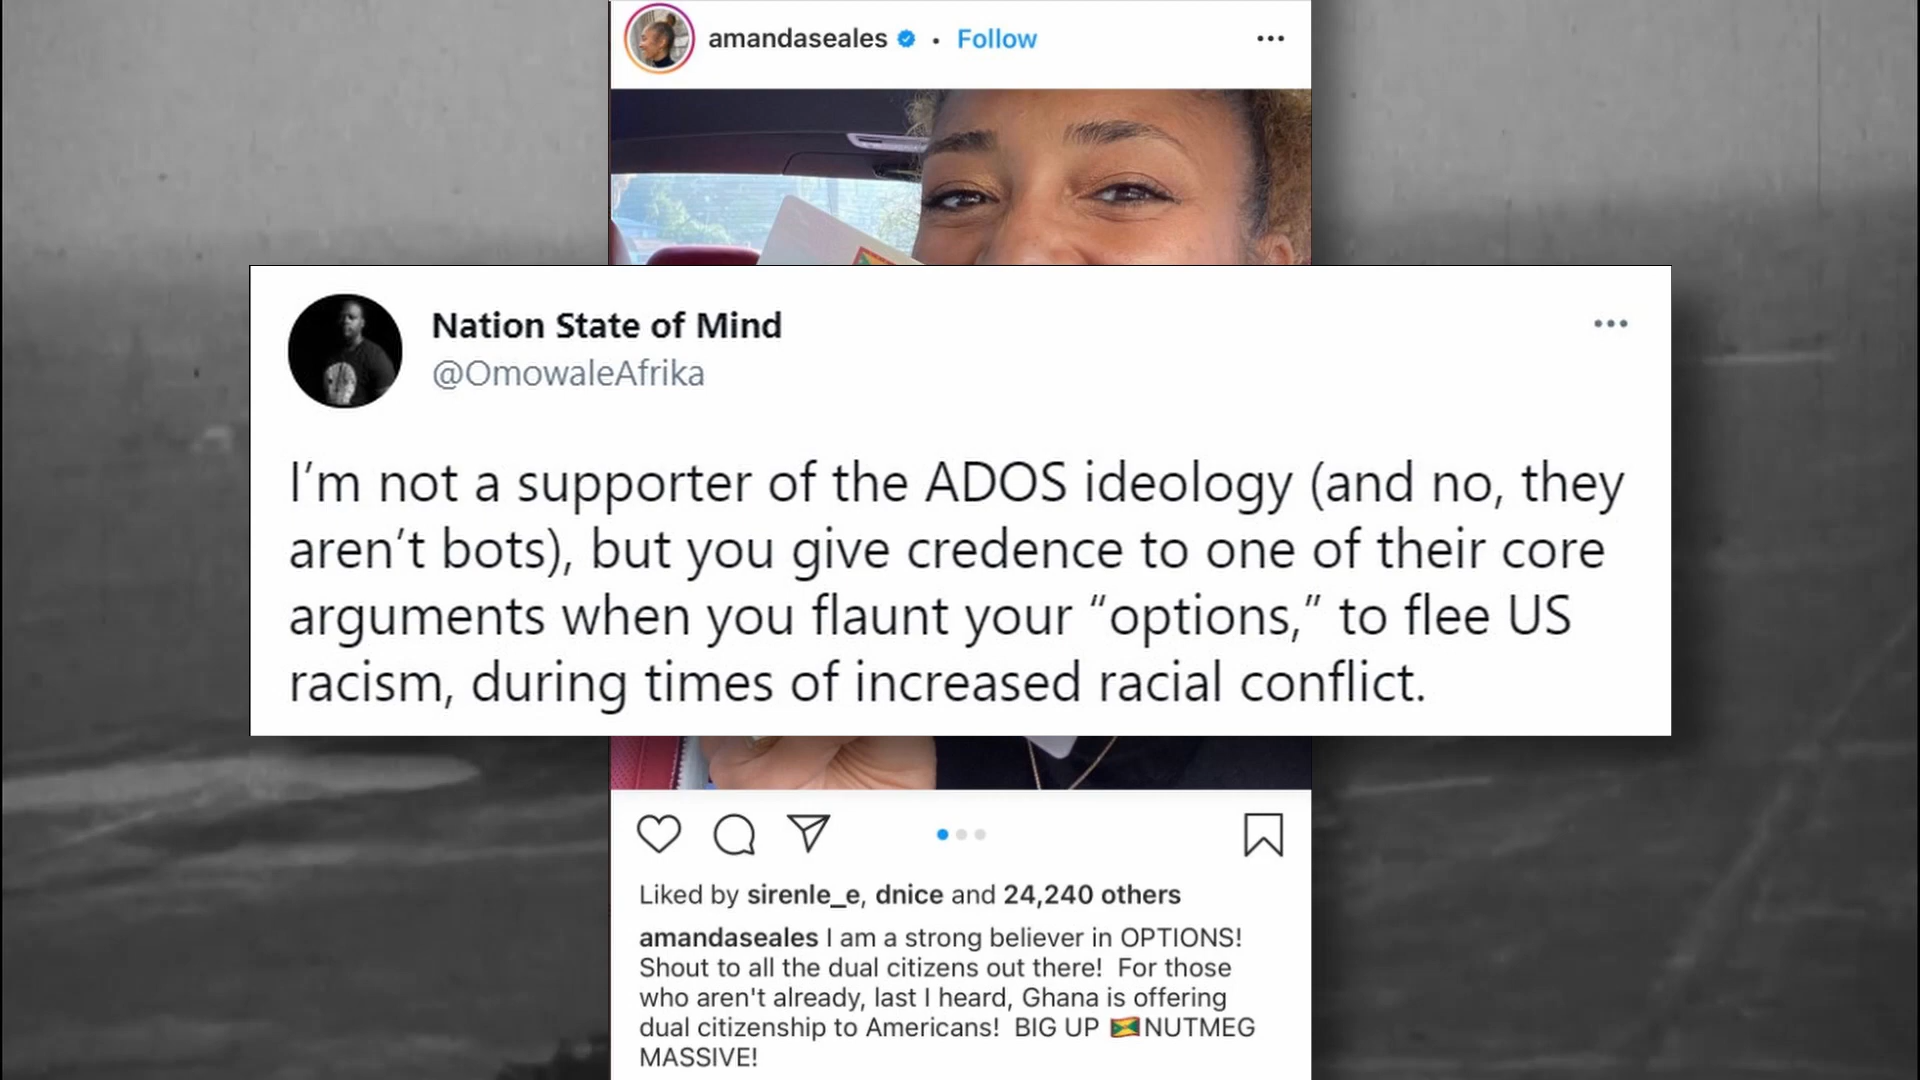 amandaseales • Follow
Nation State of Mind
@OmowaleAfrika
I'm not a supporter of the ADOS ideology (and no, they
aren't bots), but you give credence to one of their core
arguments when you flaunt your “options,” to flee US
racism, during times of increased racial conflict.
Liked by sirenle_e, dnice and 24,240 others
amandaseales I am a strong believer in OPTIONS!
Shout to all the dual citizens out there! For those
who aren't already, last I heard, Ghana is offering
dual citizenship to Americans! BIG UP 🇬🇩NUTMEG
MASSIVE!